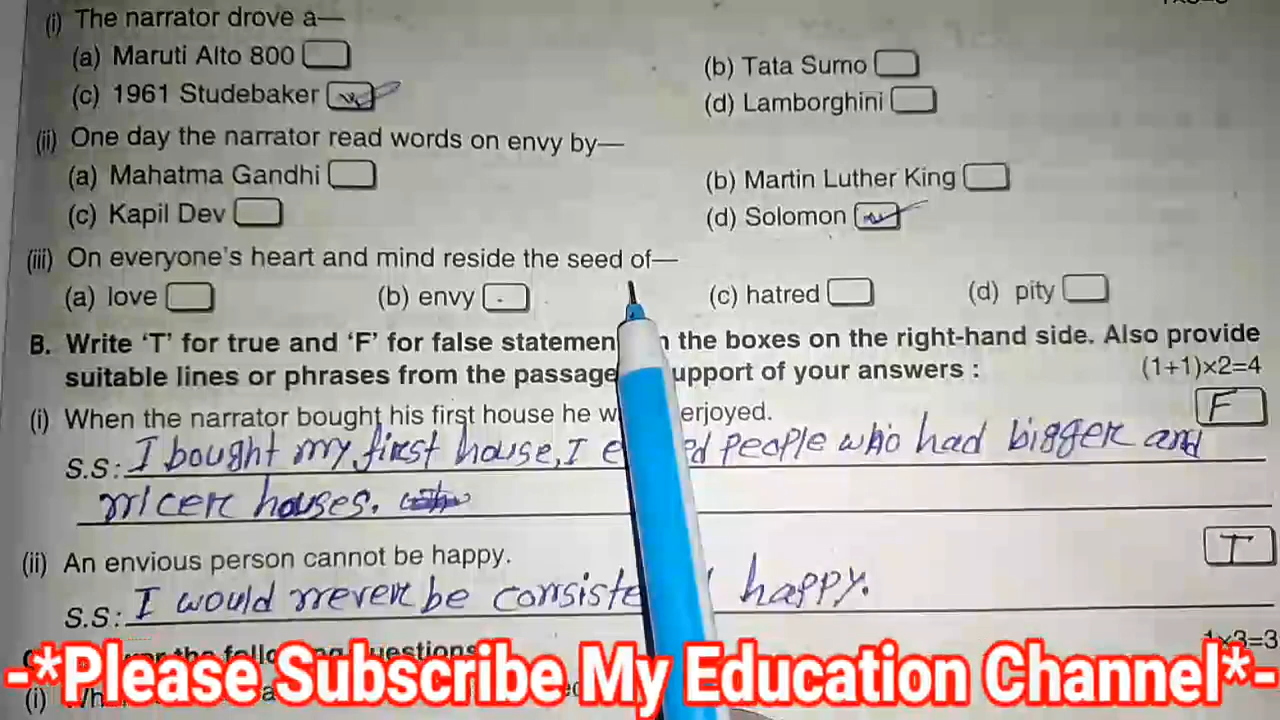 (i) The narrator drove a—
(a) Maruti Alto 800
(b) Tata Sumo
(c) 1961 Studebaker
(d) Lamborghini
(ii) One day the narrator read words on envy by—
(a) Mahatma Gandhi
(b) Martin Luther King
(c) Kapil Dev
(d) Solomon
(iii) On everyone's heart and mind reside the seed of—
(a) love (b) envy (c) hatred (d) pity
B. Write 'T' for true and 'F' for false the boxes on the right-hand side. Also provide
suitable lines or phrases from the passage of your answers : (1+1)×2=4
(i) When the narrator bought his first house he F
S.S: I bought my first house, I people who had bigger and
nicer houses.
(ii) An envious person cannot be happy. T
S.S: I would never be happy.
1×3=3
-*Please Subscribe My Education Channel*-
(i)